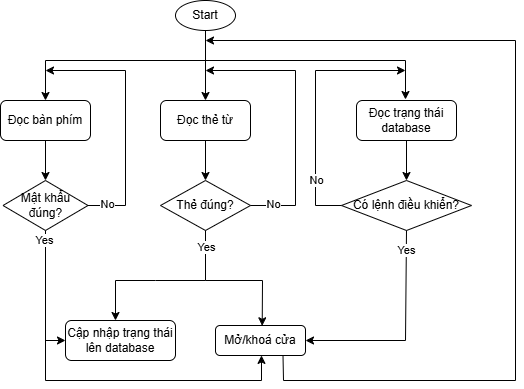 Start
Đọc bàn phím
Đọc thẻ từ
Đọc trạng thái
database
Mật khẩu
đúng?
No
Thẻ đúng?
No
No
Có lệnh điều khiển?
Yes
Yes
Yes
Cập nhập trạng thái
lên database
Mở/khoá cửa